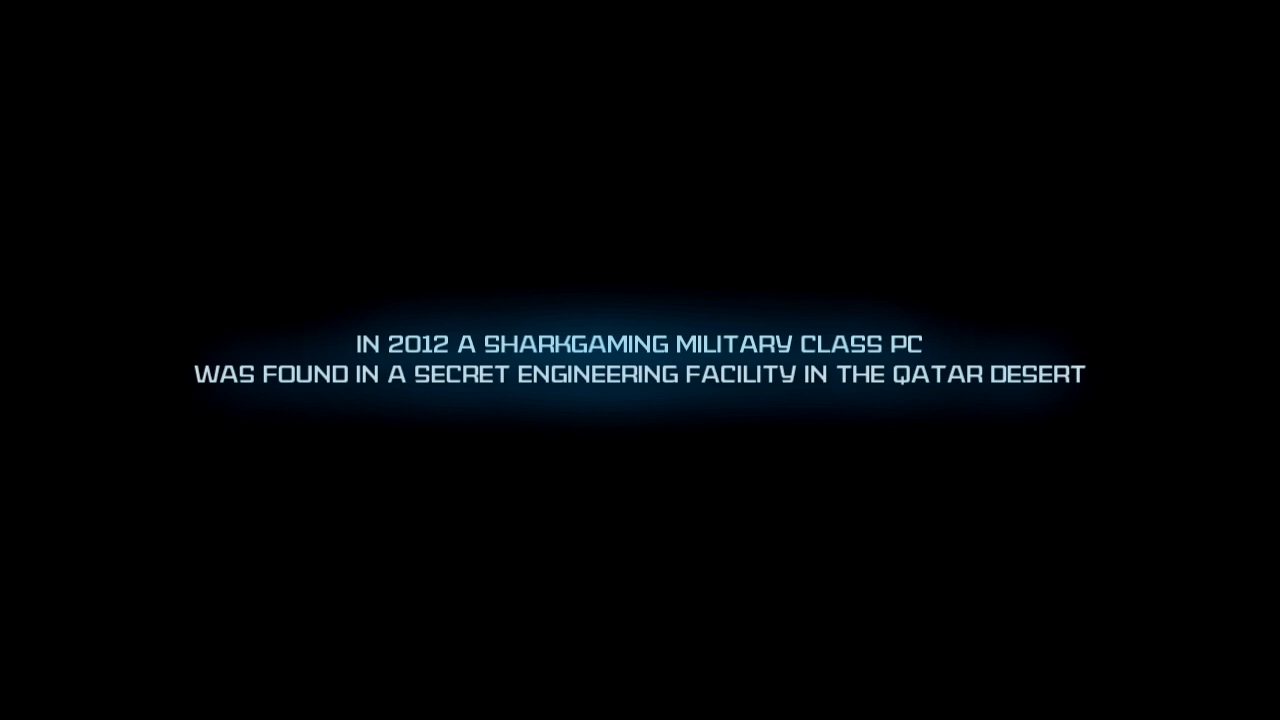 IN 2012 A SHARKGAMING MILITARY CLASS PC
WAS FOUND IN A SECRET ENGINEERING FACILITY IN THE QATAR DESERT